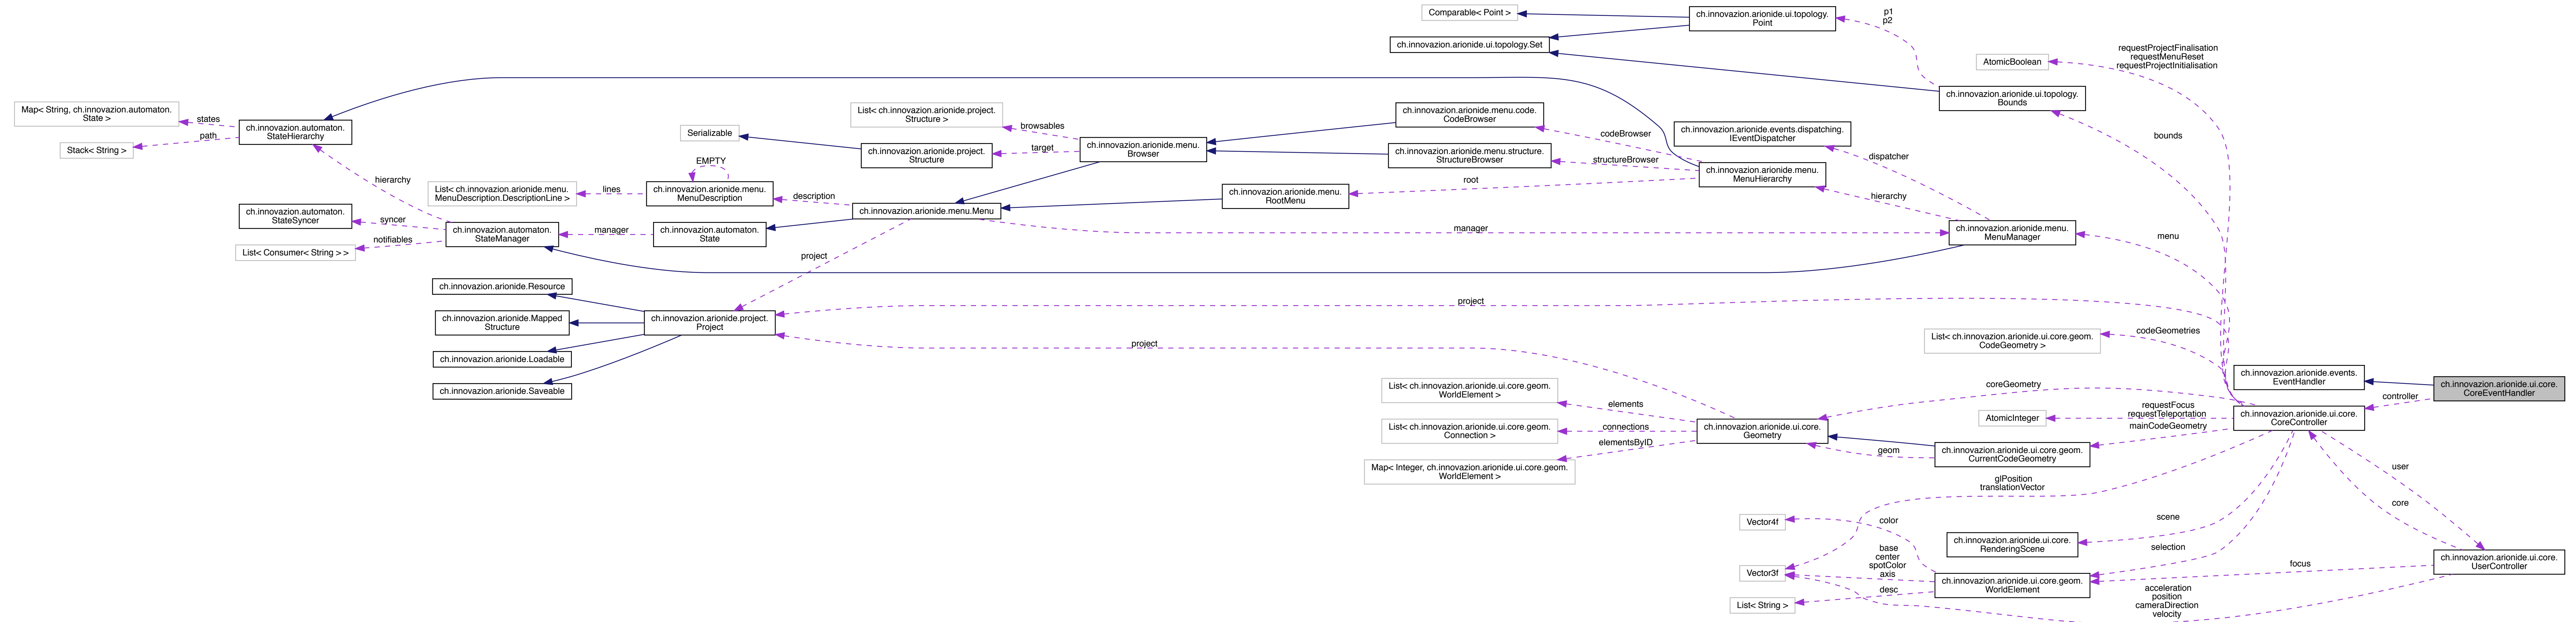 Comparable< Point >
ch.innovazion.arionide.ui.topology.
Point
p1
p2
ch.innovazion.arionide.ui.topology.Set
requestProjectFinalisation
requestMenuReset
requestProjectInitialisation
AtomicBoolean
ch.innovazion.arionide.ui.topology.
Bounds
bounds
Map< String, ch.innovazion.automaton.
State >
states
path
Stack< String >
ch.innovazion.automaton.
StateHierarchy
Serializable
List< ch.innovazion.arionide.project.
Structure >
browsables
target
ch.innovazion.arionide.project.
Structure
ch.innovazion.arionide.menu.
Browser
ch.innovazion.arionide.menu.code.
CodeBrowser
ch.innovazion.arionide.menu.structure.
StructureBrowser
codeBrowser
structureBrowser
root
ch.innovazion.arionide.events.dispatching.
IEventDispatcher
dispatcher
ch.innovazion.arionide.menu.
MenuHierarchy
hierarchy
EMPTY
hierarchy
List< ch.innovazion.arionide.menu.
MenuDescription.DescriptionLine >
lines
ch.innovazion.arionide.menu.
MenuDescription
description
ch.innovazion.arionide.menu.Menu
ch.innovazion.arionide.menu.
RootMenu
ch.innovazion.automaton.
StateSyncer
syncer
notifiables
List< Consumer< String > >
ch.innovazion.automaton.
StateManager
manager
ch.innovazion.automaton.
State
manager
ch.innovazion.arionide.menu.
MenuManager
menu
project
ch.innovazion.arionide.Resource
ch.innovazion.arionide.Mapped
Structure
ch.innovazion.arionide.Loadable
ch.innovazion.arionide.Saveable
ch.innovazion.arionide.project.
Project
project
project
List< ch.innovazion.arionide.ui.core.geom.
CodeGeometry >
codeGeometries
ch.innovazion.arionide.events.
EventHandler
ch.innovazion.arionide.ui.core.
CoreEventHandler
controller
List< ch.innovazion.arionide.ui.core.geom.
WorldElement >
elements
coreGeometry
List< ch.innovazion.arionide.ui.core.geom.
Connection >
connections
elementsByID
Map< Integer, ch.innovazion.arionide.ui.core.geom.
WorldElement >
ch.innovazion.arionide.ui.core.
Geometry
geom
AtomicInteger
requestFocus
requestTeleportation
mainCodeGeometry
ch.innovazion.arionide.ui.core.
CoreController
ch.innovazion.arionide.ui.core.geom.
CurrentCodeGeometry
user
core
glPosition
translationVector
Vector4f
color
scene
ch.innovazion.arionide.ui.core.
RenderingScene
selection
base
center
spotColor
axis
Vector3f
desc
List< String >
ch.innovazion.arionide.ui.core.geom.
WorldElement
focus
ch.innovazion.arionide.ui.core.
UserController
acceleration
position
cameraDirection
velocity